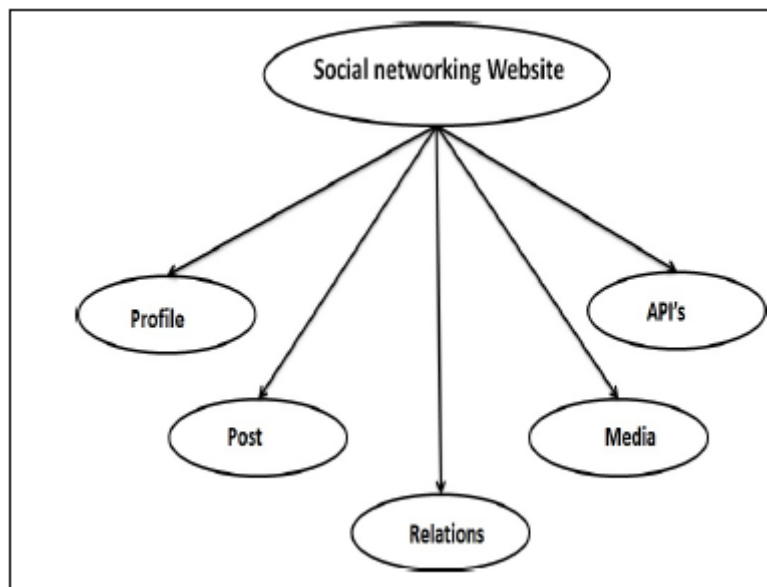 Social networking Website
Profile
API's
Post
Media
Relations